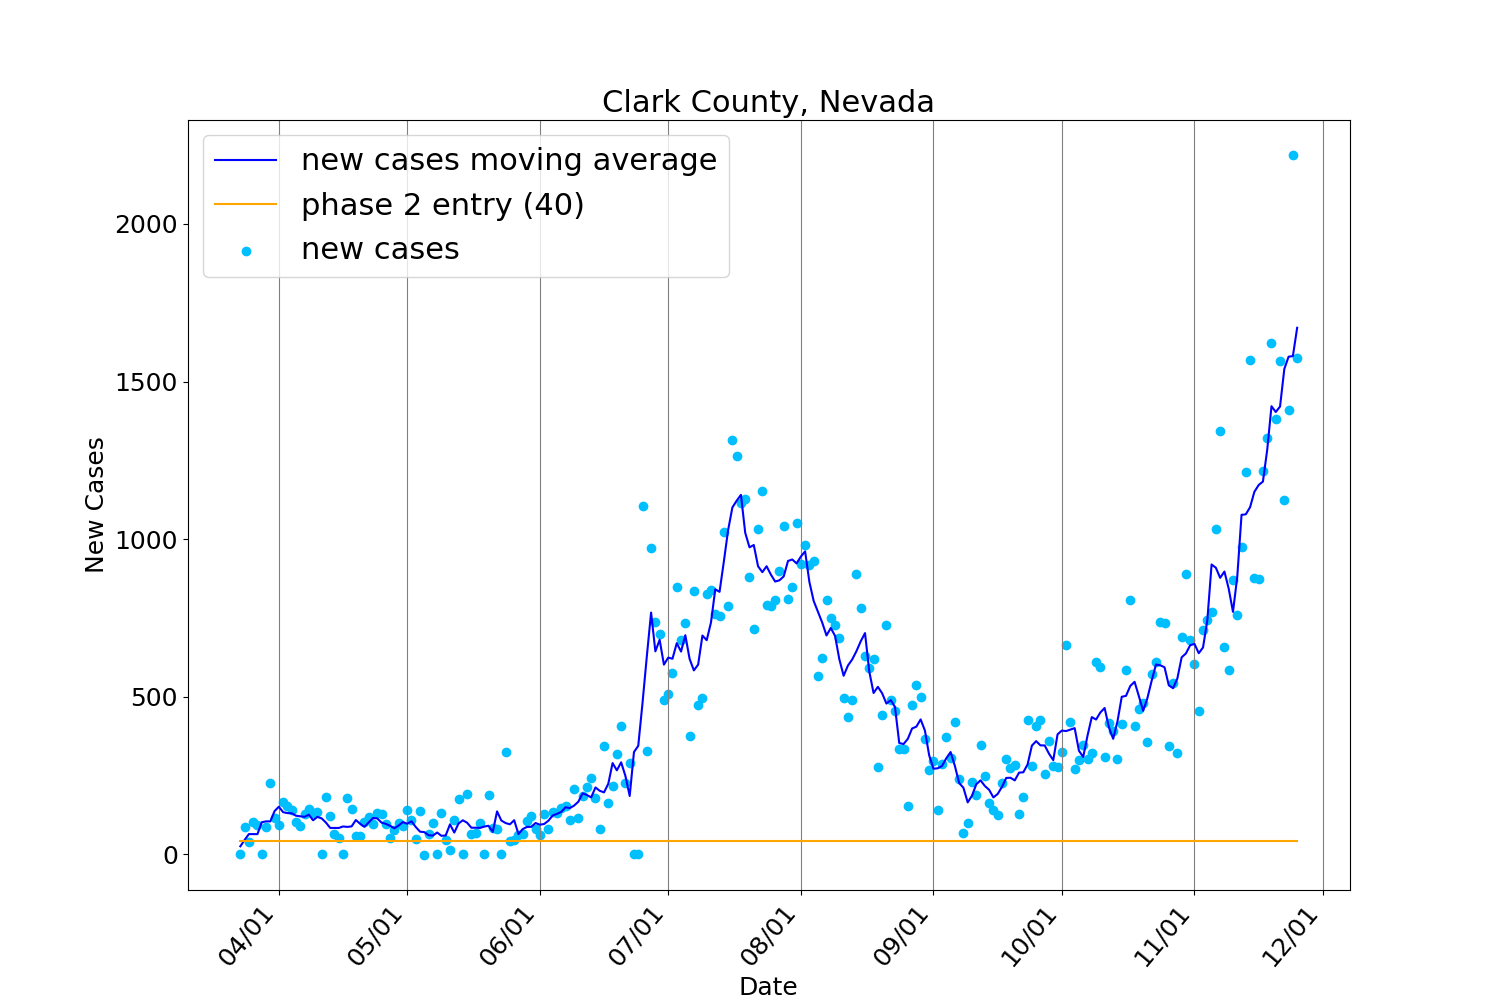 Clark County, Nevada
new cases moving average
phase 2 entry (40)
new cases
2000
1500
1000
500
0
New Cases
04/01
05/01
06/01
07/01
08/01
09/01
10/01
11/01
12/01
Date